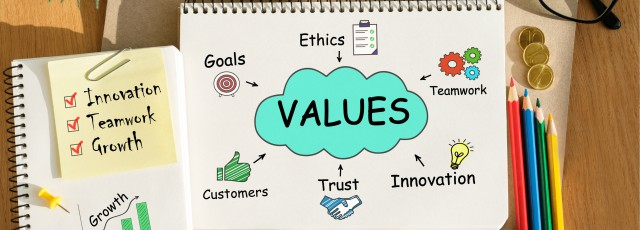 Innovation
Teamwork
Growth
Growth
Goals
Ethics
Teamwork
VALUES
Customers
Trust
Innovation